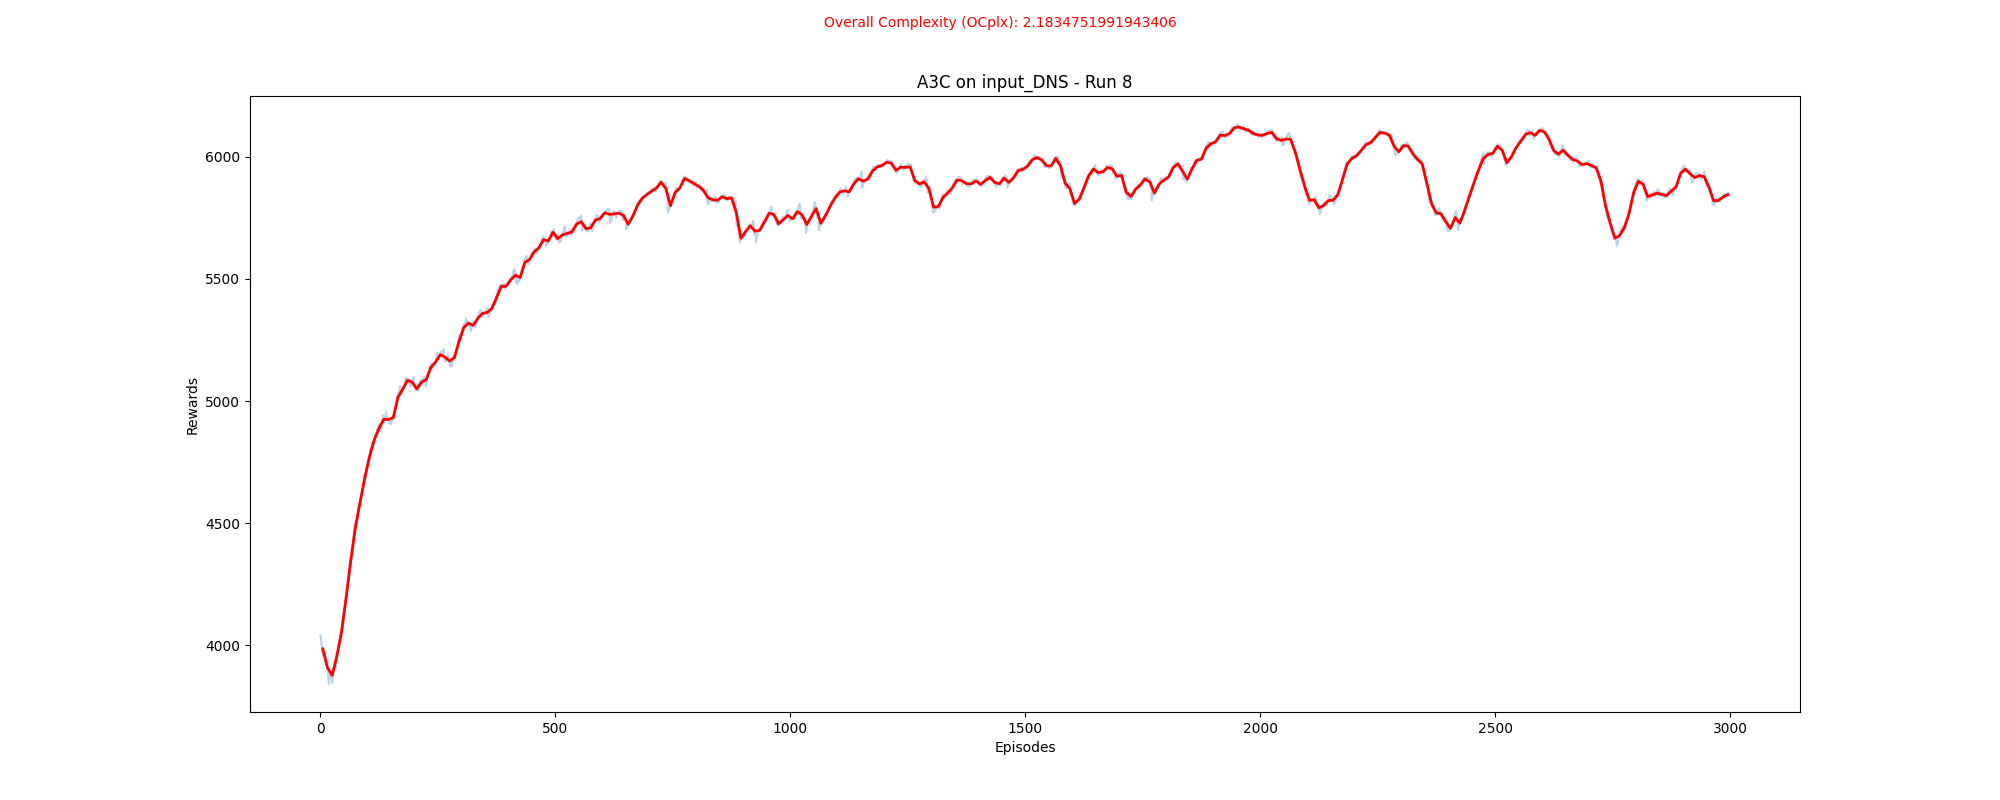 Overall Complexity (OCplx): 2.1834751991943406
A3C on input_DNS - Run 8
Rewards
6000
5500
5000
4500
4000
0 500 1000 1500 2000 2500 3000
Episodes